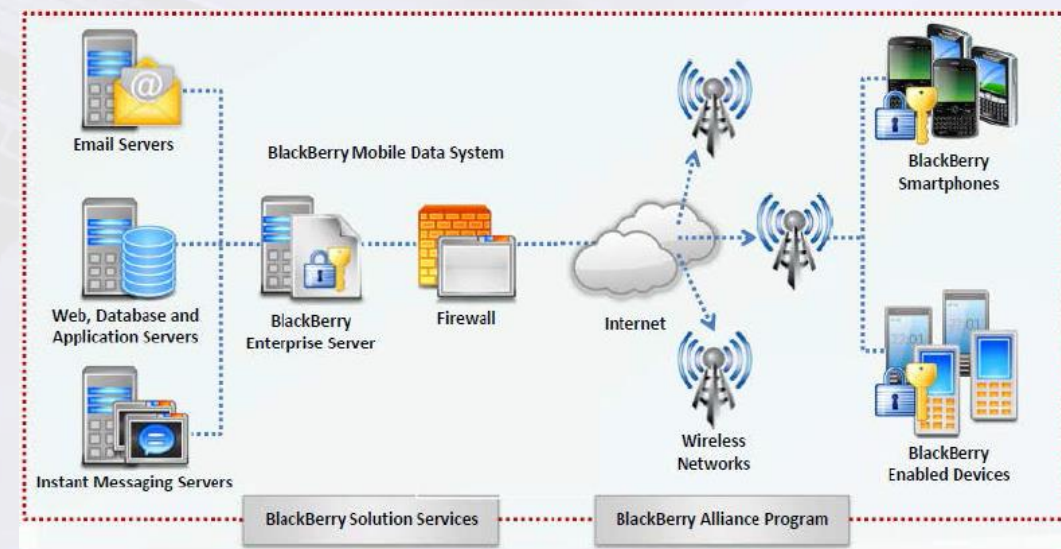 Email Servers
BlackBerry Mobile Data System
BlackBerry
Smartphones
Web, Database and
Application Servers
BlackBerry
Enterprise Server
Firewall
Internet
Wireless
Networks
BlackBerry
Enabled Devices
Instant Messaging Servers
BlackBerry Solution Services
BlackBerry Alliance Program